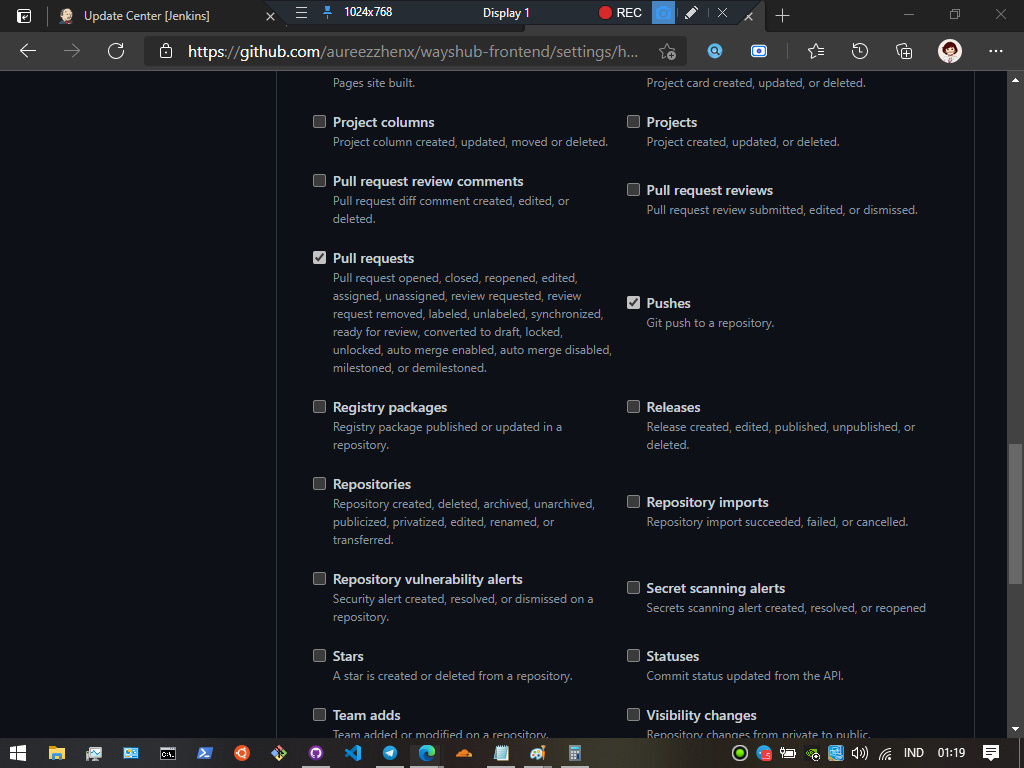 Update Center [Jenkins]
1024x768
Display 1
REC
https://github.com/aureezzhenx/wayshub-frontend/settings/h...
Pages site built.
Project card created, updated, or deleted.
Project columns
Project column created, updated, moved or deleted.
Projects
Project created, updated, or deleted.
Pull request review comments
Pull request diff comment created, edited, or
deleted.
Pull request reviews
Pull request review submitted, edited, or dismissed.
Pull requests
Pull request opened, closed, reopened, edited,
assigned, unassigned, review requested, review
request removed, labeled, unlabeled, synchronized,
ready for review, converted to draft, locked,
unlocked, auto merge enabled, auto merge disabled,
milestoned, or demilestoned.
Pushes
Git push to a repository.
Registry packages
Registry package published or updated in a
repository.
Releases
Release created, edited, published, unpublished, or
deleted.
Repositories
Repository created, deleted, archived, unarchived,
publicized, privatized, edited, renamed, or
transferred.
Repository imports
Repository import succeeded, failed, or cancelled.
Repository vulnerability alerts
Security alert created, resolved, or dismissed on a
repository.
Secret scanning alerts
Secrets scanning alert created, resolved, or reopened
Stars
A star is created or deleted from a repository.
Statuses
Commit status updated from the API.
Team adds
Team added or modified on a repository.
Visibility changes
Repository changes from private to public.
IND
01:19